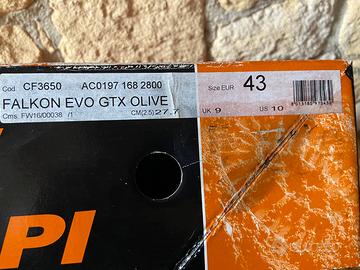 Cod. CF3650 AC0197 168 2800
FALKON EVO GTX OLIVE
Cms. FW16/00038 /1 CM(2.5) 27.7
Size EUR 43
UK 9 US 10
PI